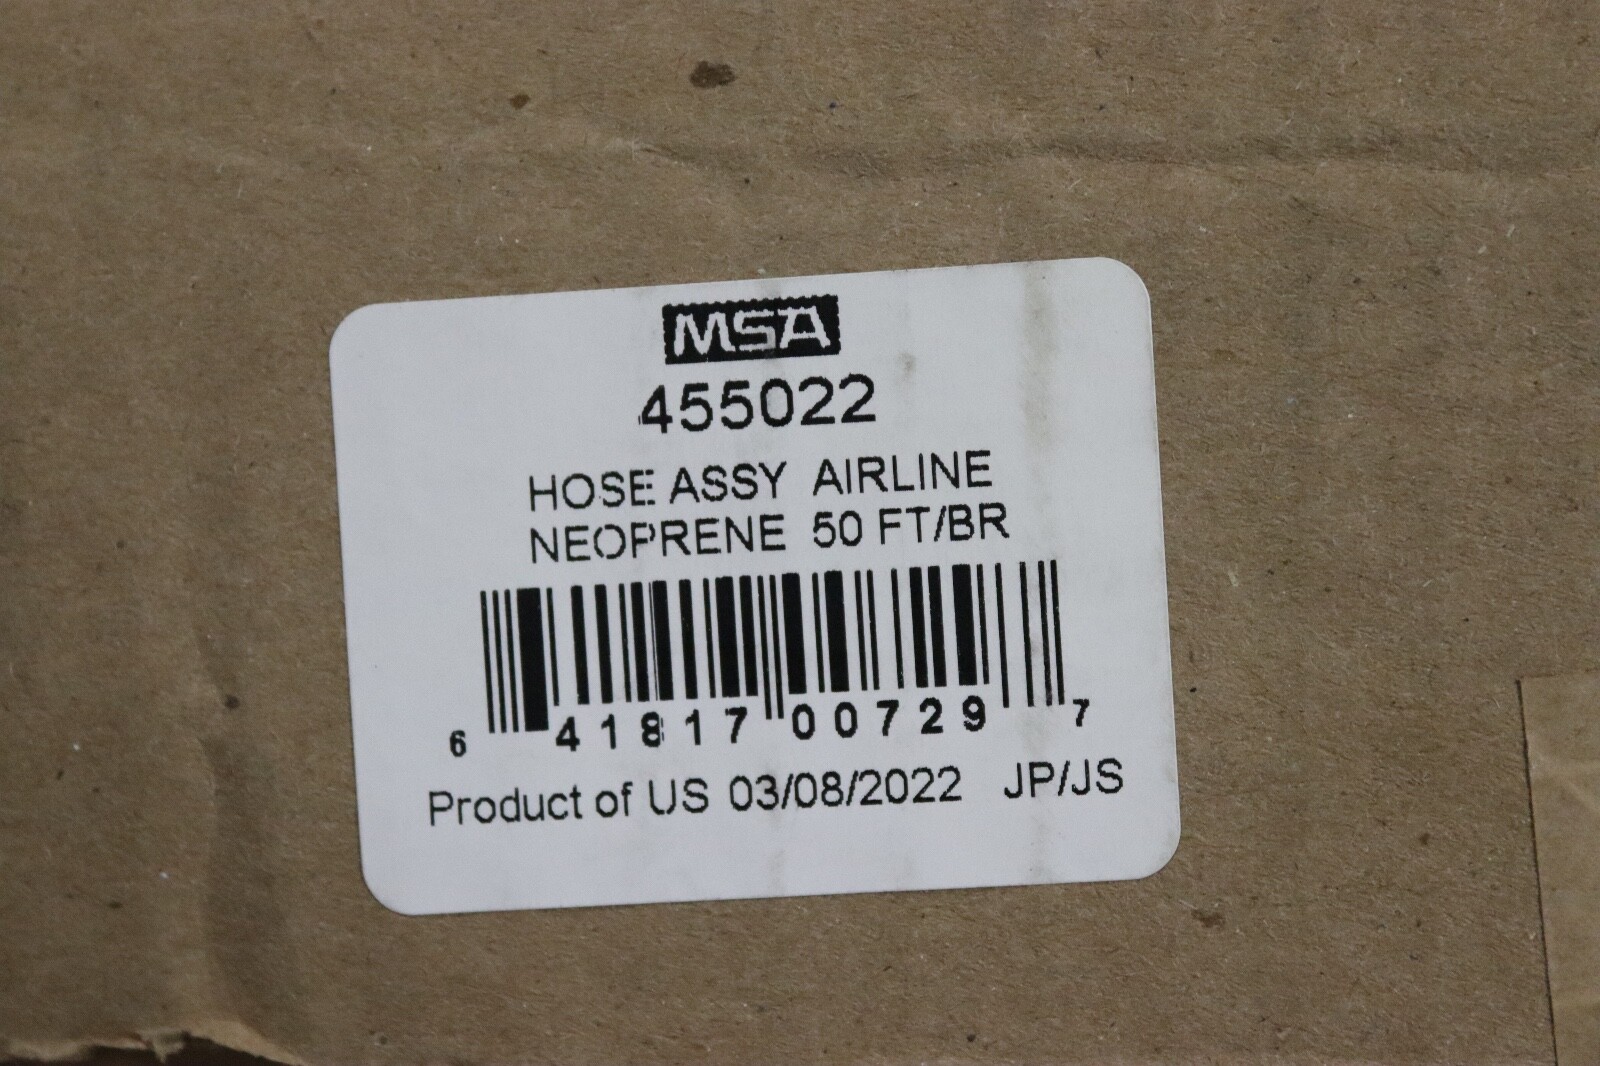 MSA
455022
HOSE ASSY AIRLINE
NEOPRENE 50 FT/BR
6 41817 00729 7
Product of US 03/08/2022 JP/JS